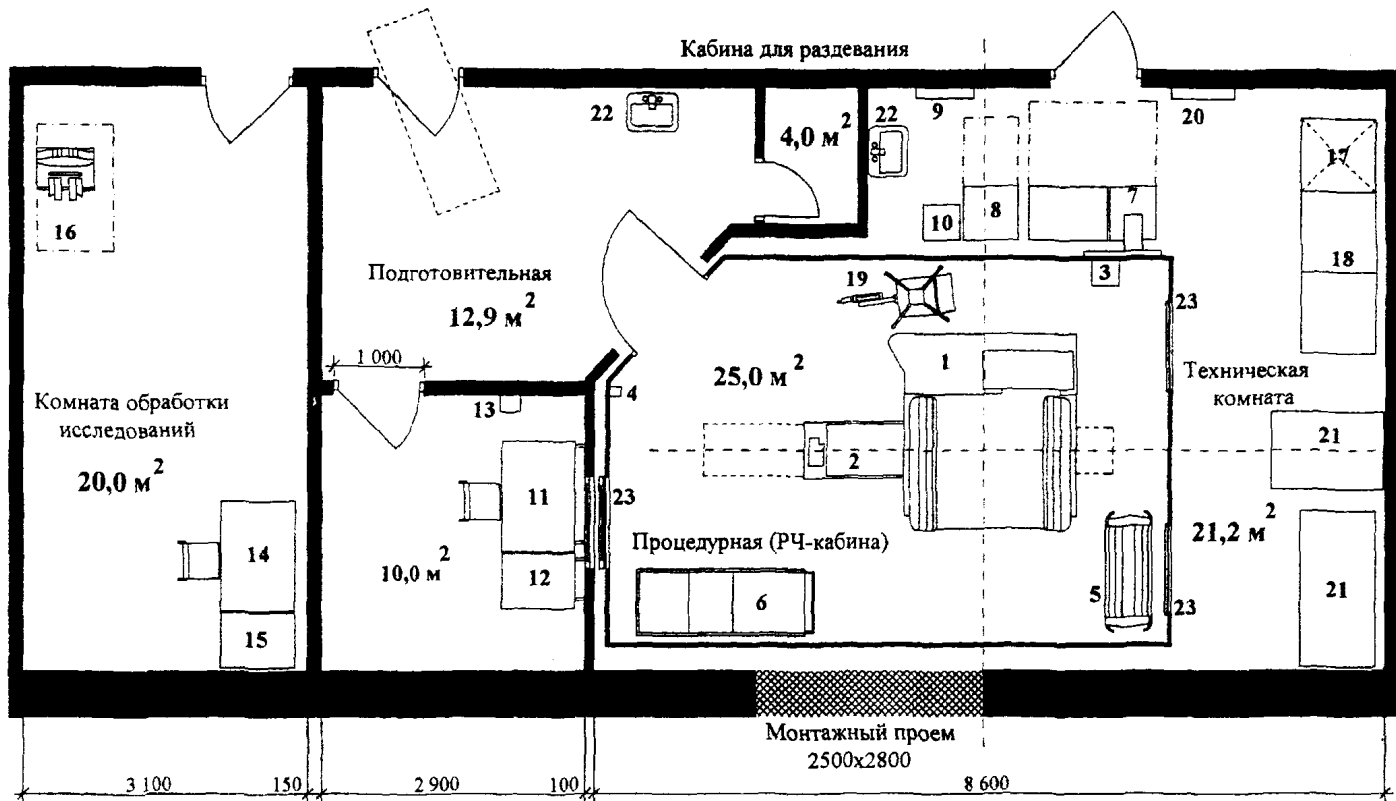 Кабина для раздевания
22
4,0 м²
9
22
20
17
16
10
8
7
18
3
Подготовительная
12,9 м²
19
23
1 000
1
25,0 м²
4
Техническая
комната
Комната обработки
исследований
20,0 м²
13
2
21
11
23
10,0 м²
Процедурная (РЧ-кабина)
21,2 м²
14
12
6
5
23
21
15
Монтажный проем
2500х2800
3 100
150
2 900
100
8 600